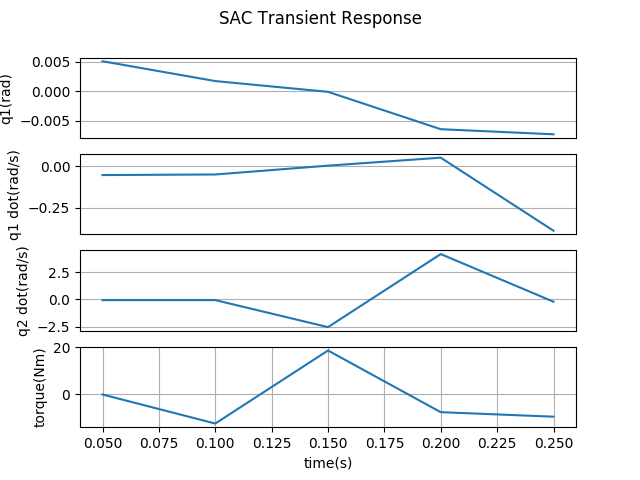 SAC Transient Response
q1(rad)
0.005
0.000
−0.005
q1 dot(rad/s)
0.00
−0.25
q2 dot(rad/s)
2.5
0.0
−2.5
torque(Nm)
20
0
0.050 0.075 0.100 0.125 0.150 0.175 0.200 0.225 0.250
time(s)